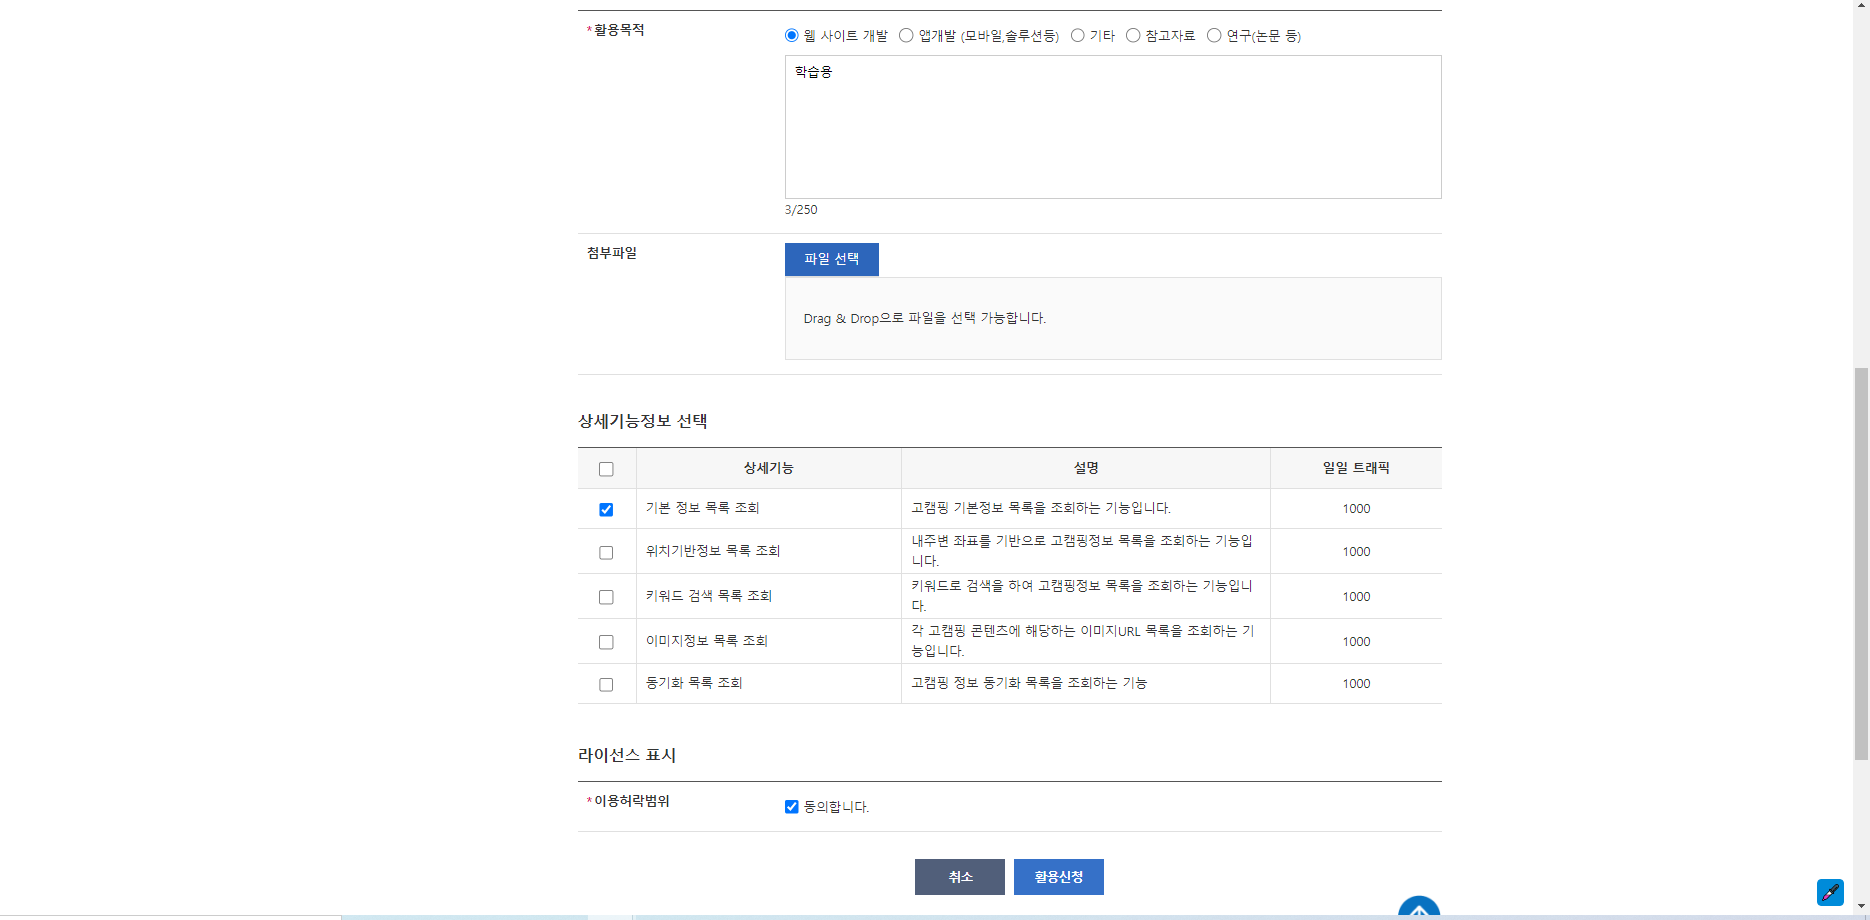 *활용목적
웹 사이트 개발 앱개발 (모바일,솔루션등) 기타 참고자료 연구(논문 등)
학습용
3/250
첨부파일
파일 선택
Drag & Drop으로 파일을 선택 가능합니다.
상세기능정보 선택
상세기능 설명 일일 트래픽
기본 정보 목록 조회 고캠핑 기본정보 목록을 조회하는 기능입니다. 1000
위치기반정보 목록 조회 내주변 좌표를 기반으로 고캠핑정보 목록을 조회하는 기능입
니다. 1000
키워드 검색 목록 조회 키워드로 검색을 하여 고캠핑정보 목록을 조회하는 기능입니
다. 1000
이미지정보 목록 조회 각 고캠핑 콘텐츠에 해당하는 이미지URL 목록을 조회하는 기
능입니다. 1000
동기화 목록 조회 고캠핑 정보 동기화 목록을 조회하는 기능 1000
라이선스 표시
*이용허락범위
동의합니다.
취소 활용신청